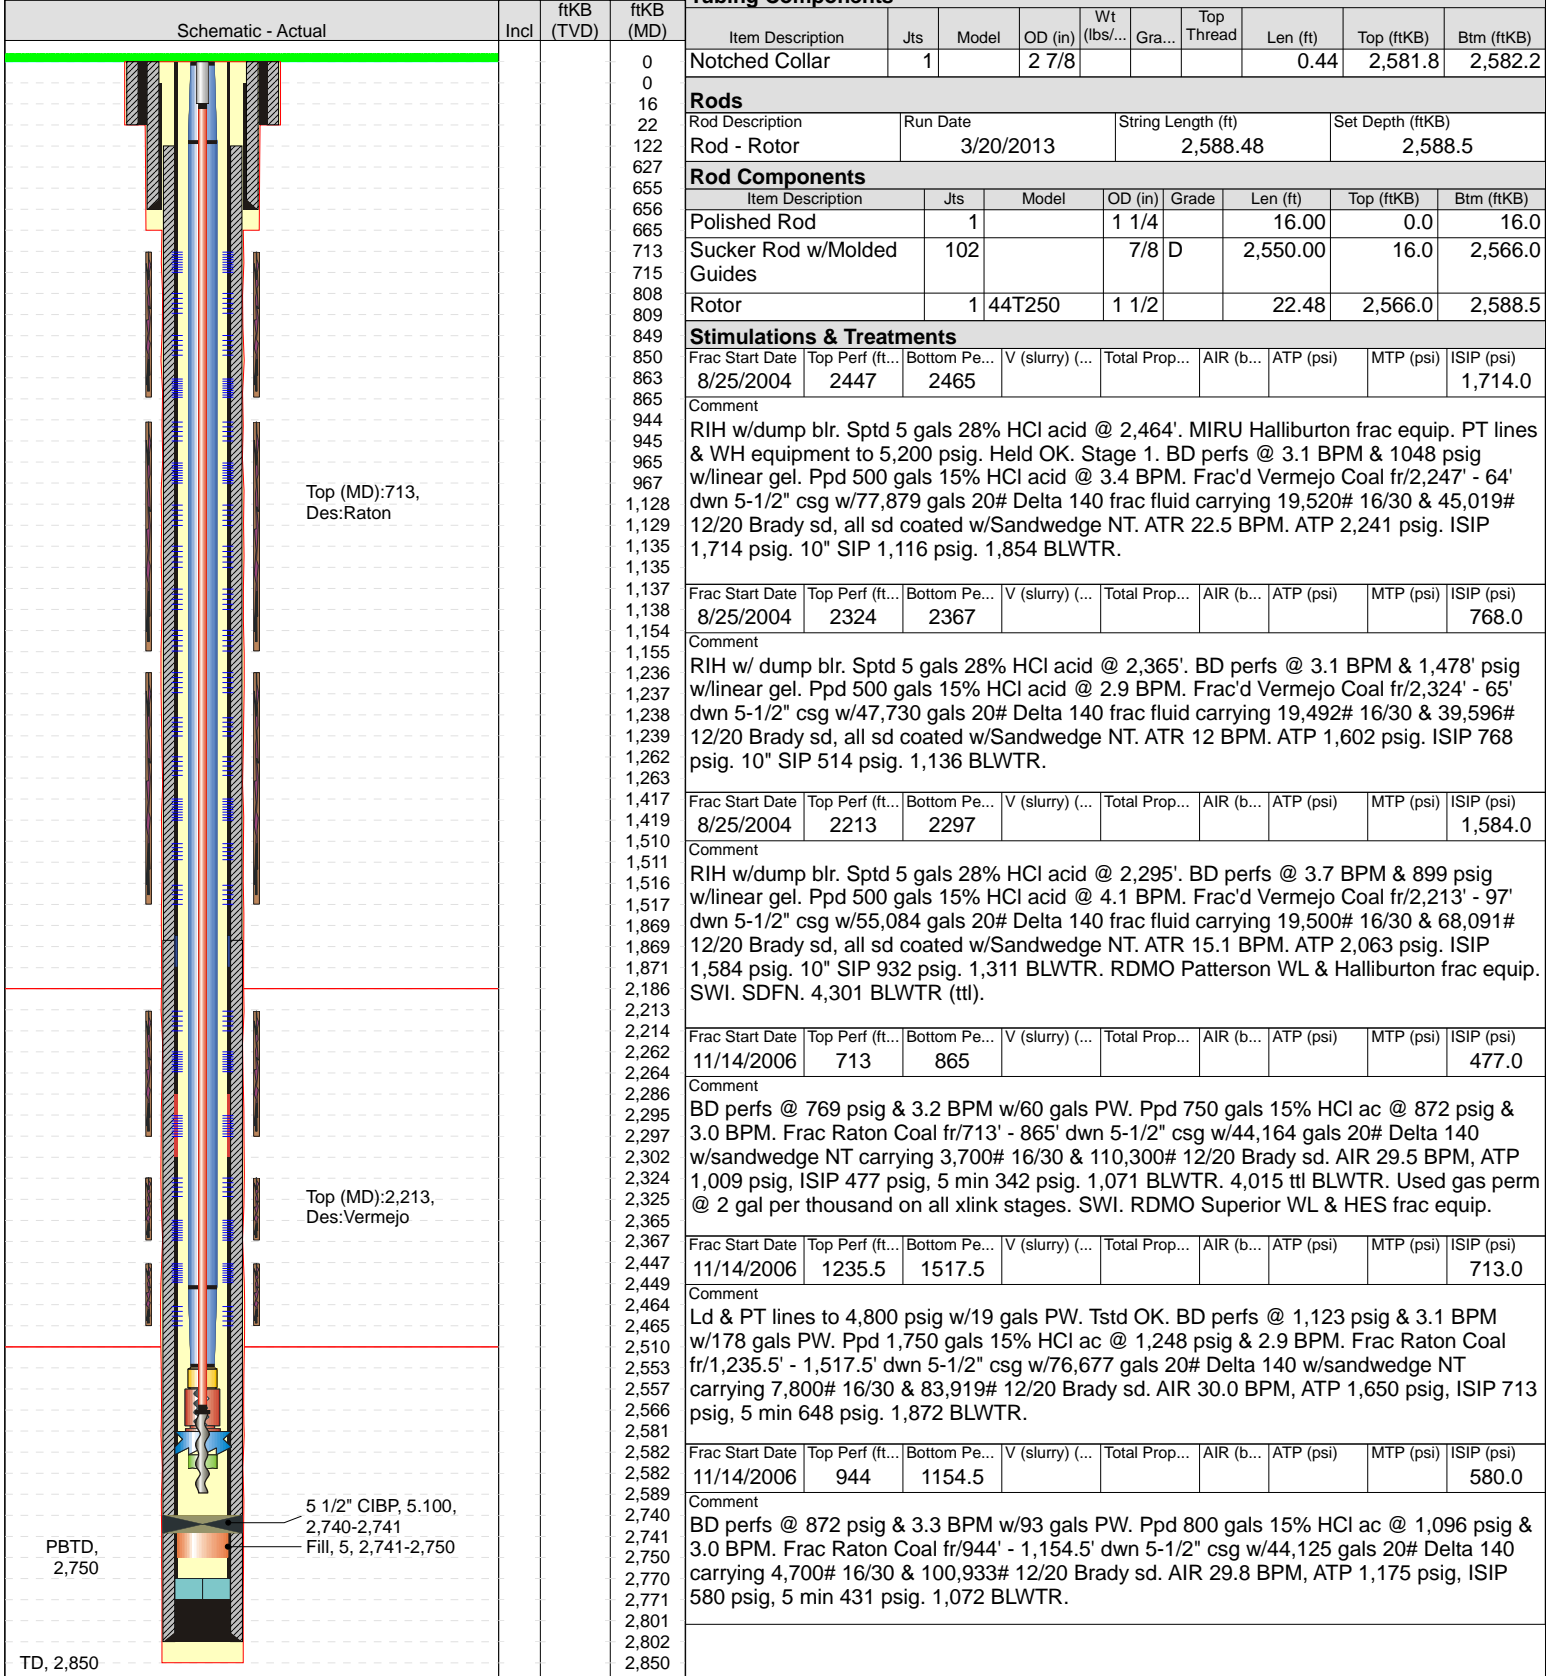 Schematic - Actual
Incl
ftKB
(TVD)
ftKB
(MD)
0
0
16
22
122
627
655
656
665
713
715
808
809
849
850
863
865
944
945
965
967
1,128
1,129
1,135
1,135
1,137
1,138
1,154
1,155
1,236
1,237
1,238
1,239
1,262
1,263
1,417
1,419
1,510
1,511
1,516
1,517
1,869
1,869
1,871
2,186
2,213
2,214
2,262
2,264
2,286
2,295
2,297
2,302
2,324
2,325
2,365
2,367
2,447
2,449
2,464
2,465
2,510
2,553
2,557
2,566
2,581
2,582
2,582
2,589
2,740
2,741
2,750
2,770
2,771
2,801
2,802
2,850
Top (MD):713,
Des:Raton
Top (MD):2,213,
Des:Vermejo
5 1/2" CIBP, 5.100,
2,740-2,741
Fill, 5, 2,741-2,750
PBTD,
2,750
TD, 2,850
Tubing Components
Item Description Jts Model OD (in) Wt (lbs/... Gra... Top Thread Len (ft) Top (ftKB) Btm (ftKB)
Notched Collar 1 2 7/8 0.44 2,581.8 2,582.2
Rods
Rod Description Run Date String Length (ft) Set Depth (ftKB)
Rod - Rotor 3/20/2013 2,588.48 2,588.5
Rod Components
Item Description Jts Model OD (in) Grade Len (ft) Top (ftKB) Btm (ftKB)
Polished Rod 1 1 1/4 16.00 0.0 16.0
Sucker Rod w/Molded 102 7/8 D 2,550.00 16.0 2,566.0
Guides
Rotor 1 44T250 1 1/2 22.48 2,566.0 2,588.5
Stimulations & Treatments
Frac Start Date Top Perf (ft... Bottom Pe... V (slurry) (... Total Prop... AIR (b... ATP (psi) MTP (psi) ISIP (psi)
8/25/2004 2447 2465 1,714.0
Comment
RIH w/dump blr. Sptd 5 gals 28% HCl acid @ 2,464'. MIRU Halliburton frac equip. PT lines
& WH equipment to 5,200 psig. Held OK. Stage 1. BD perfs @ 3.1 BPM & 1048 psig
w/linear gel. Ppd 500 gals 15% HCl acid @ 3.4 BPM. Frac'd Vermejo Coal fr/2,247' - 64'
dwn 5-1/2" csg w/77,879 gals 20# Delta 140 frac fluid carrying 19,520# 16/30 & 45,019#
12/20 Brady sd, all sd coated w/Sandwedge NT. ATR 22.5 BPM. ATP 2,241 psig. ISIP
1,714 psig. 10" SIP 1,116 psig. 1,854 BLWTR.
Frac Start Date Top Perf (ft... Bottom Pe... V (slurry) (... Total Prop... AIR (b... ATP (psi) MTP (psi) ISIP (psi)
8/25/2004 2324 2367 768.0
Comment
RIH w/ dump blr. Sptd 5 gals 28% HCl acid @ 2,365'. BD perfs @ 3.1 BPM & 1,478' psig
w/linear gel. Ppd 500 gals 15% HCl acid @ 2.9 BPM. Frac'd Vermejo Coal fr/2,324' - 65'
dwn 5-1/2" csg w/47,730 gals 20# Delta 140 frac fluid carrying 19,492# 16/30 & 39,596#
12/20 Brady sd, all sd coated w/Sandwedge NT. ATR 12 BPM. ATP 1,602 psig. ISIP 768
psig. 10" SIP 514 psig. 1,136 BLWTR.
Frac Start Date Top Perf (ft... Bottom Pe... V (slurry) (... Total Prop... AIR (b... ATP (psi) MTP (psi) ISIP (psi)
8/25/2004 2213 2297 1,584.0
Comment
RIH w/dump blr. Sptd 5 gals 28% HCl acid @ 2,295'. BD perfs @ 3.7 BPM & 899 psig
w/linear gel. Ppd 500 gals 15% HCl acid @ 4.1 BPM. Frac'd Vermejo Coal fr/2,213' - 97'
dwn 5-1/2" csg w/55,084 gals 20# Delta 140 frac fluid carrying 19,500# 16/30 & 68,091#
12/20 Brady sd, all sd coated w/Sandwedge NT. ATR 15.1 BPM. ATP 2,063 psig. ISIP
1,584 psig. 10" SIP 932 psig. 1,311 BLWTR. RDMO Patterson WL & Halliburton frac equip.
SWI. SDFN. 4,301 BLWTR (ttl).
Frac Start Date Top Perf (ft... Bottom Pe... V (slurry) (... Total Prop... AIR (b... ATP (psi) MTP (psi) ISIP (psi)
11/14/2006 713 865 477.0
Comment
BD perfs @ 769 psig & 3.2 BPM w/60 gals PW. Ppd 750 gals 15% HCl ac @ 872 psig &
3.0 BPM. Frac Raton Coal fr/713' - 865' dwn 5-1/2" csg w/44,164 gals 20# Delta 140
w/sandwedge NT carrying 3,700# 16/30 & 110,300# 12/20 Brady sd. AIR 29.5 BPM, ATP
1,009 psig, ISIP 477 psig, 5 min 342 psig. 1,071 BLWTR. 4,015 ttl BLWTR. Used gas perm
@ 2 gal per thousand on all xlink stages. SWI. RDMO Superior WL & HES frac equip.
Frac Start Date Top Perf (ft... Bottom Pe... V (slurry) (... Total Prop... AIR (b... ATP (psi) MTP (psi) ISIP (psi)
11/14/2006 1235.5 1517.5 713.0
Comment
Ld & PT lines to 4,800 psig w/19 gals PW. Tstd OK. BD perfs @ 1,123 psig & 3.1 BPM
w/178 gals PW. Ppd 1,750 gals 15% HCl ac @ 1,248 psig & 2.9 BPM. Frac Raton Coal
fr/1,235.5' - 1,517.5' dwn 5-1/2" csg w/76,677 gals 20# Delta 140 w/sandwedge NT
carrying 7,800# 16/30 & 83,919# 12/20 Brady sd. AIR 30.0 BPM, ATP 1,650 psig, ISIP 713
psig, 5 min 648 psig. 1,872 BLWTR.
Frac Start Date Top Perf (ft... Bottom Pe... V (slurry) (... Total Prop... AIR (b... ATP (psi) MTP (psi) ISIP (psi)
11/14/2006 944 1154.5 580.0
Comment
BD perfs @ 872 psig & 3.3 BPM w/93 gals PW. Ppd 800 gals 15% HCl ac @ 1,096 psig &
3.0 BPM. Frac Raton Coal fr/944' - 1,154.5' dwn 5-1/2" csg w/44,125 gals 20# Delta 140
carrying 4,700# 16/30 & 100,933# 12/20 Brady sd. AIR 29.8 BPM, ATP 1,175 psig, ISIP
580 psig, 5 min 431 psig. 1,072 BLWTR.